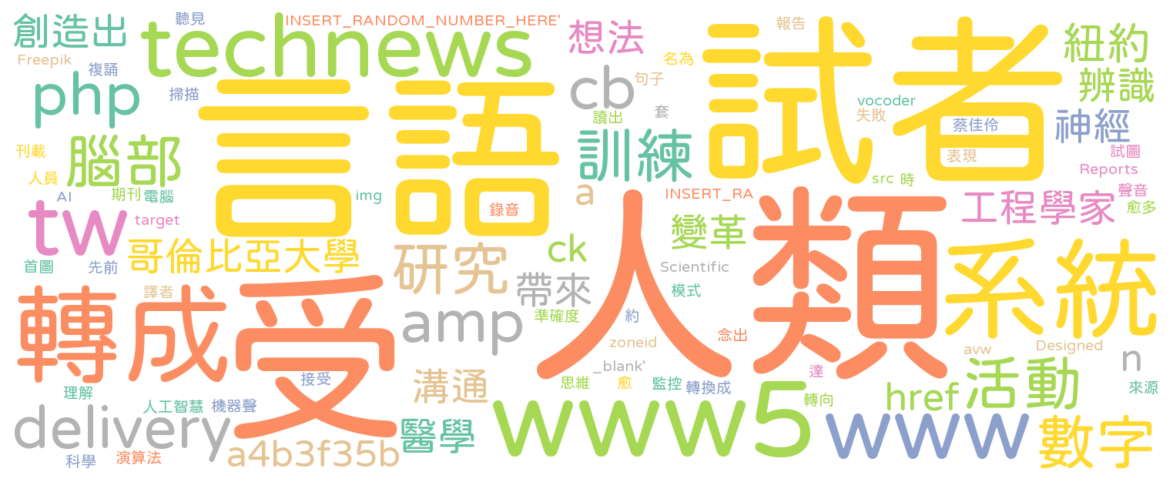 創造出
聽見
INSERT_RANDOM_NUMBER_HERE'
technews
想法
報告
試者
紐約
Freepik
複誦
名為
php
掃描
cb
句子
辨識
言語
套
vocoder
讀出
失敗
蔡佳伶
神經
刊載
腦部
訓練
表現
試圖
人員
Reports
AI
期刊
電腦
img
a
INSERT_RA
src
時
聲音
愈多
tw
target
錄音
人類
工程學家
變革
哥倫比亞大學
ck
首圖
先前
研究
Scientific
系統
譯者
帶來
模式
轉成
受
amp
準確度
約
念出
zoneid
avw
Designed
_blank'
n
接受
溝通
思維
愈
監控
轉換成
達
活動
來源
理解
人工智慧
機器聲
www5
轉向
href
delivery
醫學
www
數字
a4b3f35b
科學
演算法